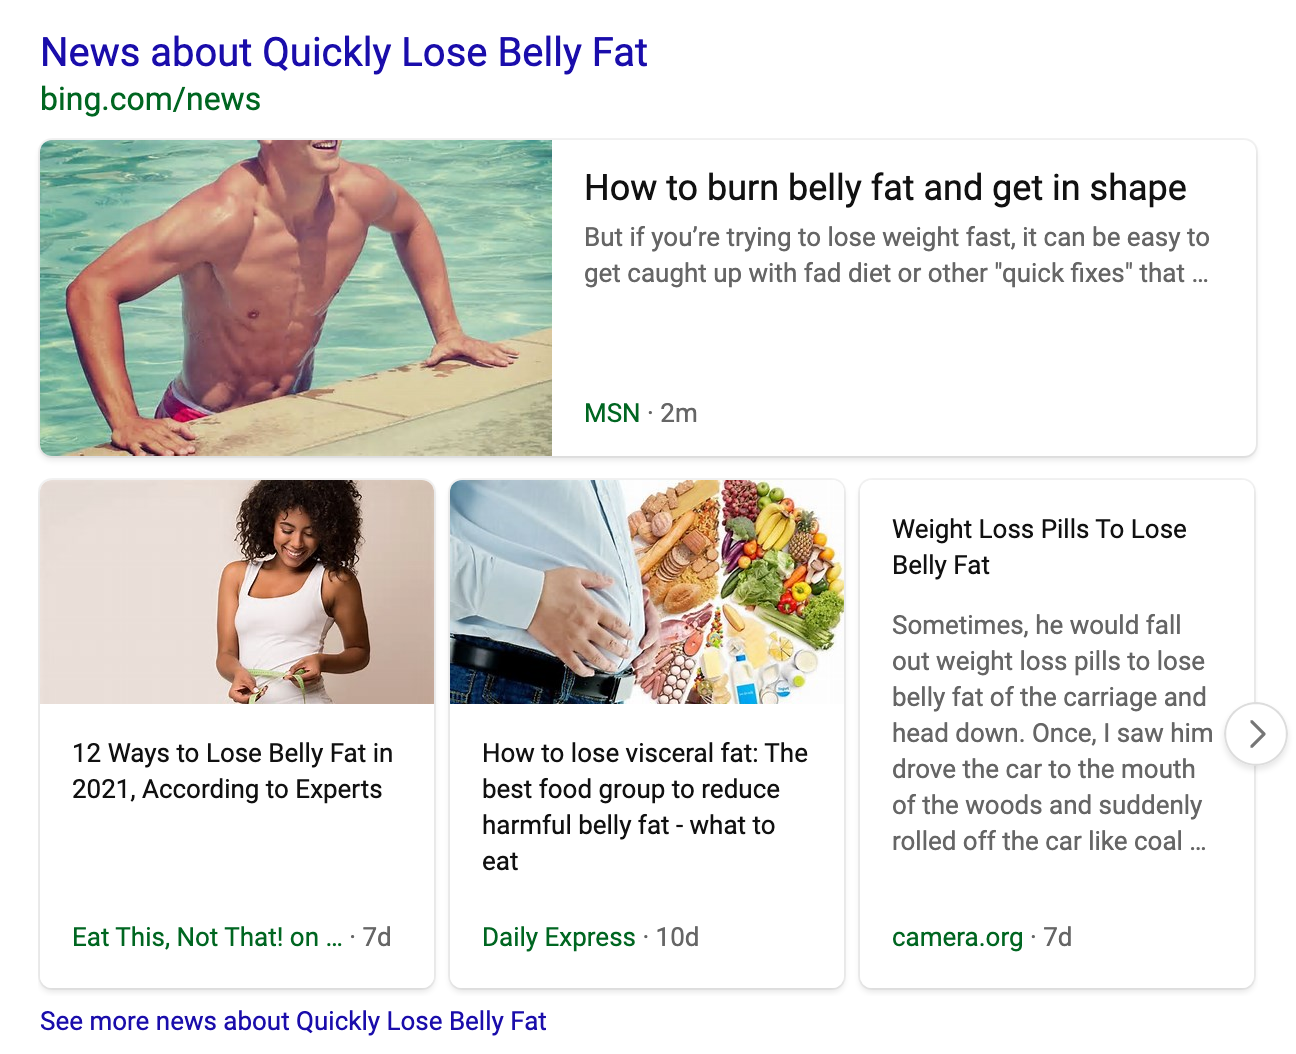 News about Quickly Lose Belly Fat
bing.com/news
How to burn belly fat and get in shape
But if you’re trying to lose weight fast, it can be easy to
get caught up with fad diet or other "quick fixes" that ...
MSN · 2m
12 Ways to Lose Belly Fat in
2021, According to Experts
Eat This, Not That! on ... · 7d
How to lose visceral fat: The
best food group to reduce
harmful belly fat - what to
eat
Daily Express · 10d
Weight Loss Pills To Lose
Belly Fat
Sometimes, he would fall
out weight loss pills to lose
belly fat of the carriage and
head down. Once, I saw him
drove the car to the mouth
of the woods and suddenly
rolled off the car like coal ...
camera.org · 7d
See more news about Quickly Lose Belly Fat